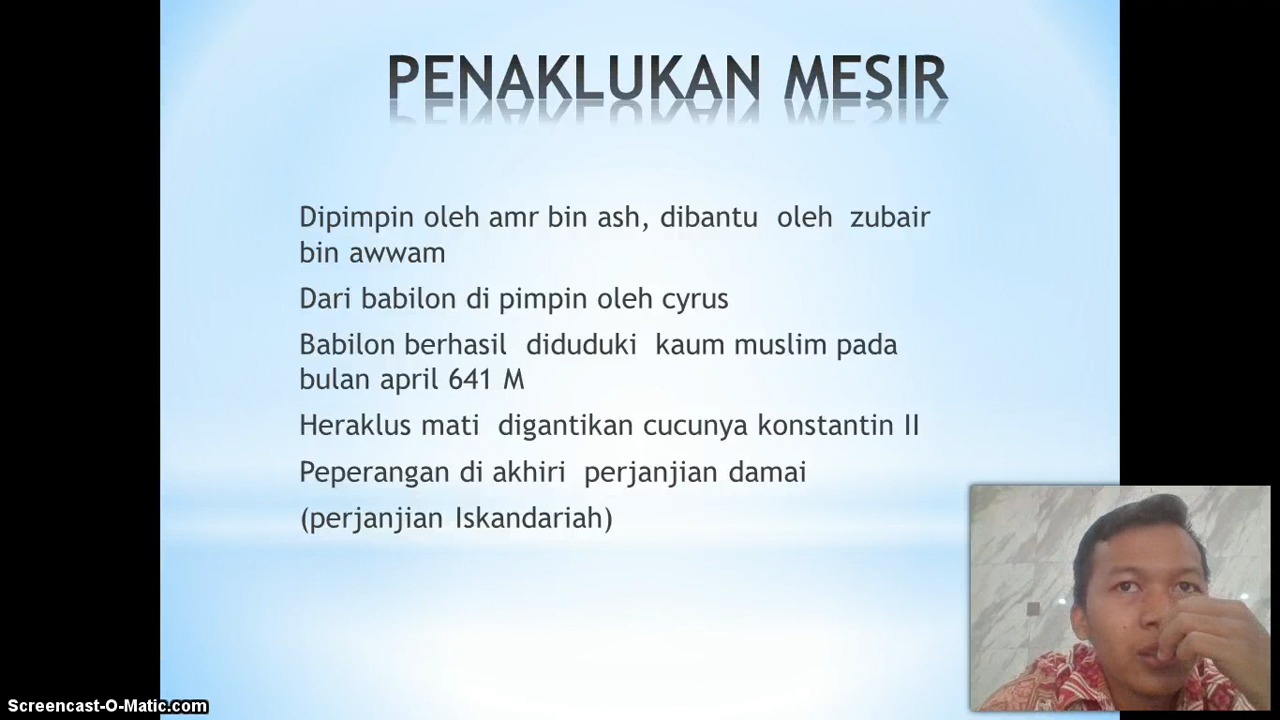 PENAKLUKAN MESIR
Dipimpin oleh amr bin ash, dibantu oleh zubair
bin awwam
Dari babilon di pimpin oleh cyrus
Babilon berhasil diduduki kaum muslim pada
bulan april 641 M
Heraklus mati digantikan cucunya konstantin II
Peperangan di akhiri perjanjian damai
(perjanjian Iskandariah)
Screencast-O-Matic.com